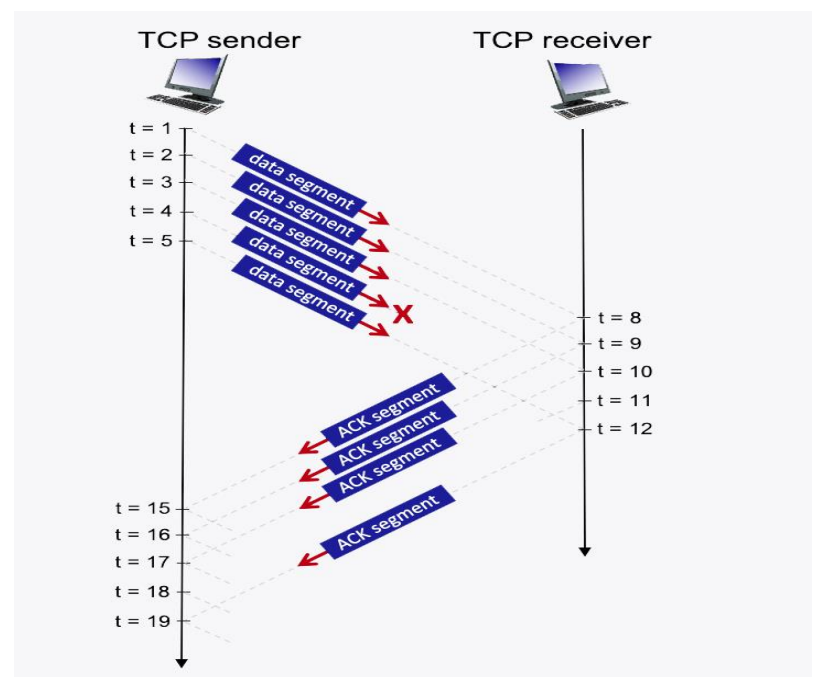 TCP sender
TCP receiver
t = 1
t = 2
t = 3
t = 4
t = 5
data segment
data segment
data segment
data segment
data segment
X
t = 8
t = 9
t = 10
t = 11
t = 12
ACK segment
ACK segment
ACK segment
ACK segment
t = 15
t = 16
t = 17
t = 18
t = 19